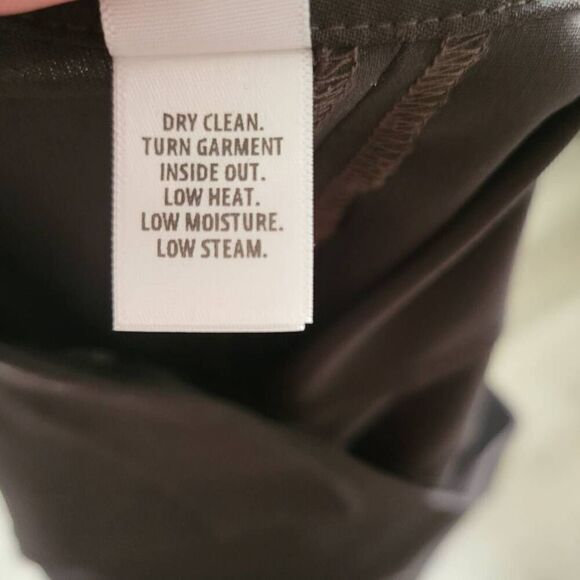 DRY CLEAN.
TURN GARMENT
INSIDE OUT.
LOW HEAT.
LOW MOISTURE.
LOW STEAM.